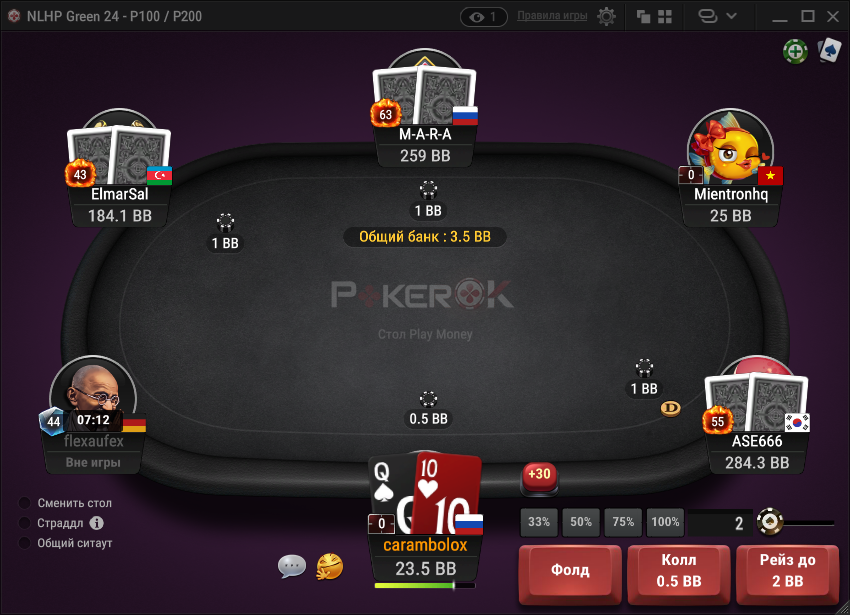 NLHP Green 24 - P100 / P200
1
Правила игры
63
M-A-R-A
259 BB
43
ElmarSal
184.1 BB
0
Mientronhq
25 BB
1 BB
1 BB
Общий банк : 3.5 BB
POKEROK
Стол Play Money
1 BB
D
0.5 BB
44
07:12
flexaufex
Вне игры
55
ASE666
284.3 BB
Сменить стол
Страддл i
Общий ситаут
Q
10
10
0
carambolox
23.5 BB
+30
33%
50%
75%
100%
2
Фолд
Колл
0.5 BB
Рейз до
2 BB